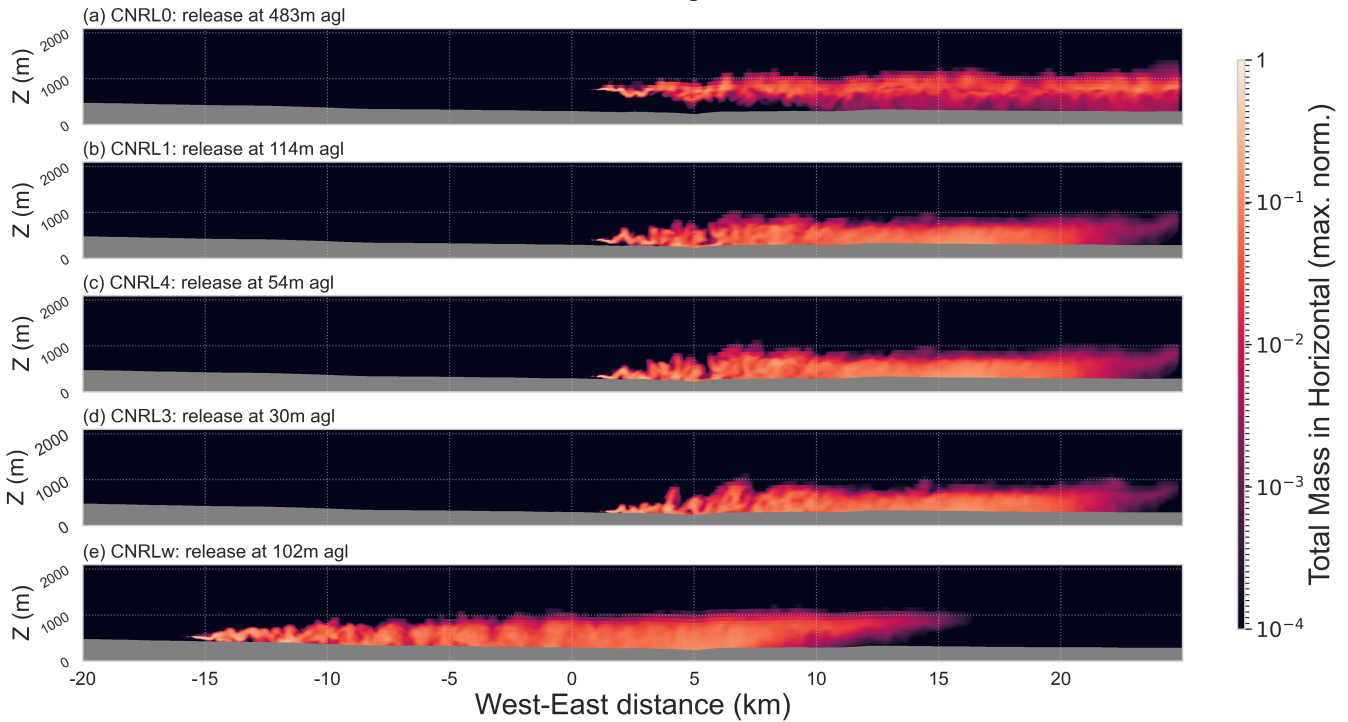 (a) CNRL0: release at 483m agl
2000
1000
0
Z (m)
(b) CNRL1: release at 114m agl
2000
1000
0
Z (m)
(c) CNRL4: release at 54m agl
2000
1000
0
Z (m)
(d) CNRL3: release at 30m agl
2000
1000
0
Z (m)
(e) CNRLw: release at 102m agl
2000
1000
0
Z (m)
-20 -15 -10 -5 0 5 10 15 20
West-East distance (km)
1
10⁻¹
10⁻²
10⁻³
10⁻⁴
Total Mass in Horizontal (max. norm.)